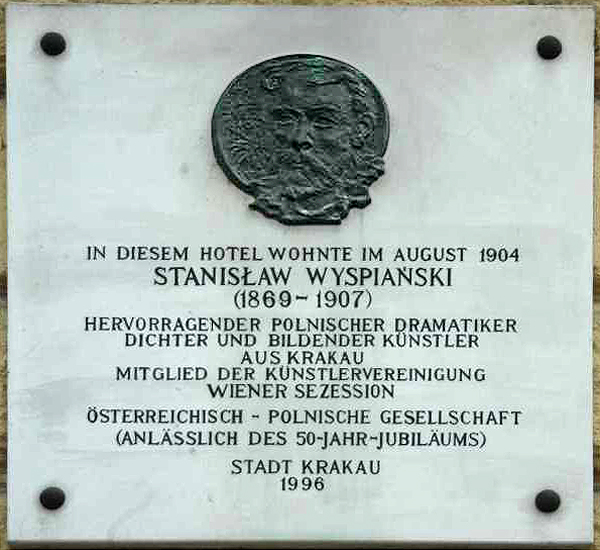 IN DIESEM HOTEL WOHNTE IM AUGUST 1904
STANISŁAW WYSPIAŃSKI
(1869-1907)
HERVORRAGENDER POLNISCHER DRAMATIKER
DICHTER UND BILDENDER KÜNSTLER
AUS KRAKAU
MITGLIED DER KÜNSTLERVEREINIGUNG
WIENER SEZESSION
ÖSTERREICHISCH - POLNISCHE GESELLSCHAFT
(ANLÄSSLICH DES 50-JAHR-JUBILÄUMS)
STADT KRAKAU
1996